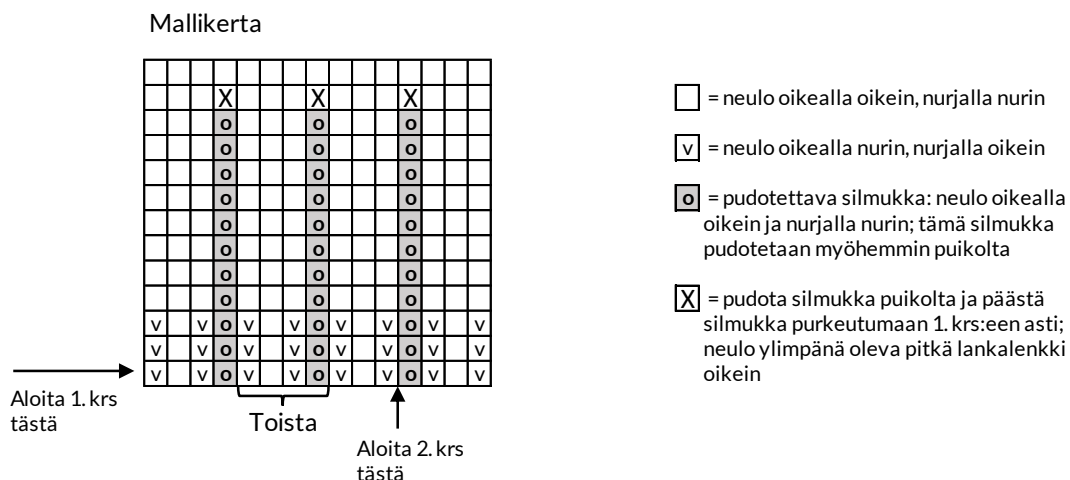 Mallikerta
X X X
o o o
o o o
o o o
o o o
o o o
o o o
o o o
o o o
v v o v v o v v o v v
v v o v v o v v o v v
v v o v v o v v o v v
Aloita 1. krs
tästä
Toista
Aloita 2. krs
tästä
= neulo oikealla oikein, nurjalla nurin
v = neulo oikealla nurin, nurjalla oikein
o = pudotettava silmukka: neulo oikealla
oikein ja nurjalla nurin; tämä silmukka
pudotetaan myöhemmin puikolta
X = pudota silmukka puikolta ja päästä
silmukka purkeutumaan 1. krs:een asti;
neulo ylimpänä oleva pitkä lankalenkki
oikein